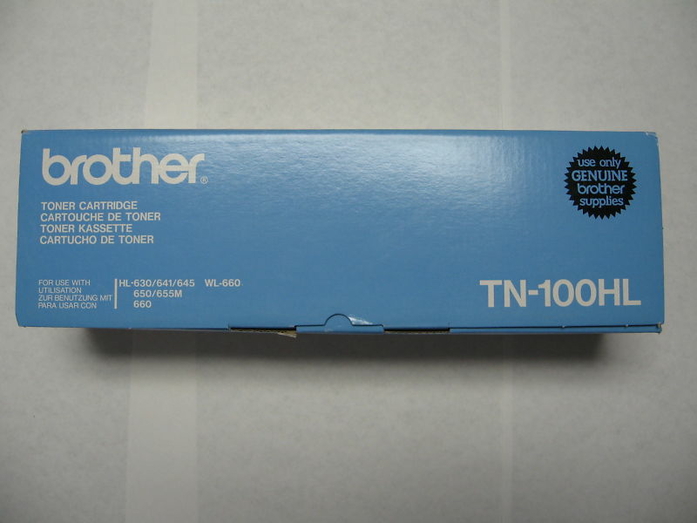 brother®
TONER CARTRIDGE
CARTOUCHE DE TONER
TONER KASSETTE
CARTUCHO DE TONER
FOR USE WITH
UTILISATION
ZUR BENUTZUNG MIT
PARA USAR CON
HL-630/641/645 WL-660
650/655M
660
use only
GENUINE
brother
supplies
TN-100HL